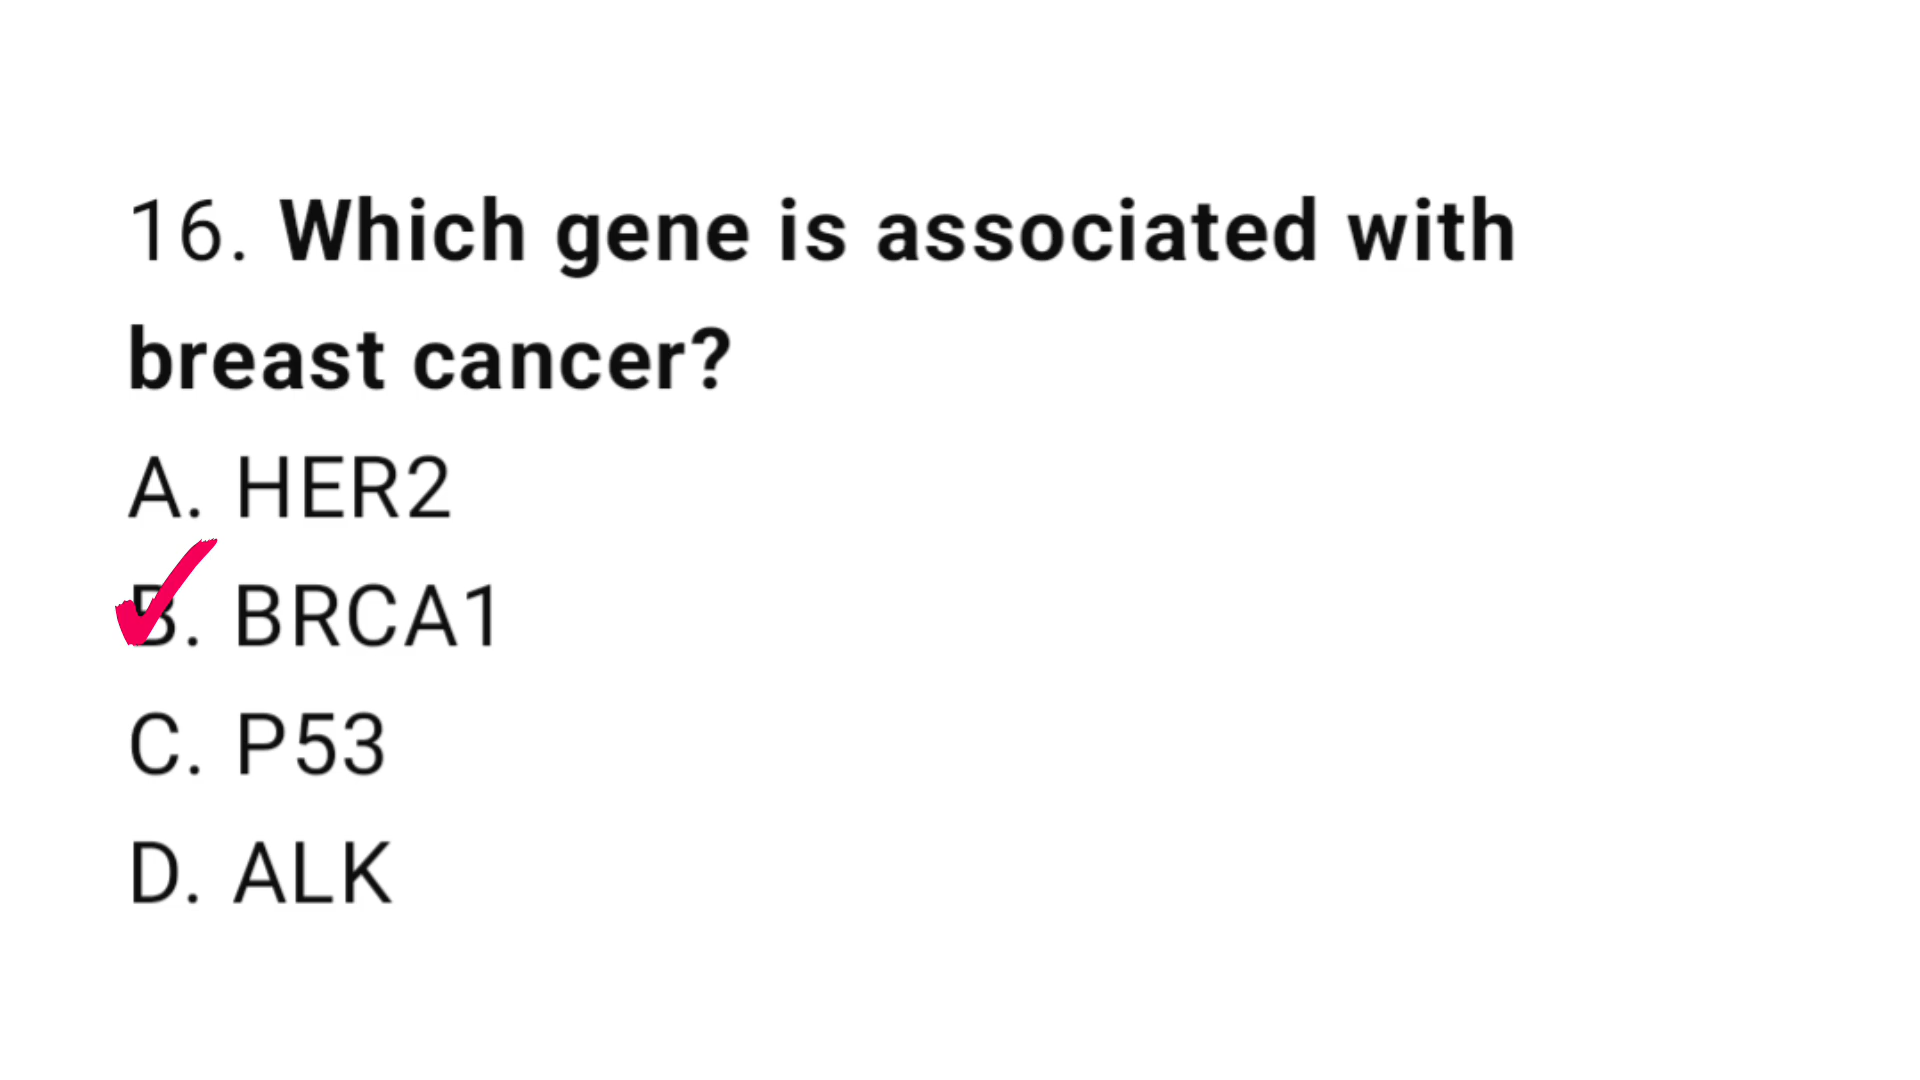 16. Which gene is associated with
breast cancer?
A. HER2
B. BRCA1
C. P53
D. ALK